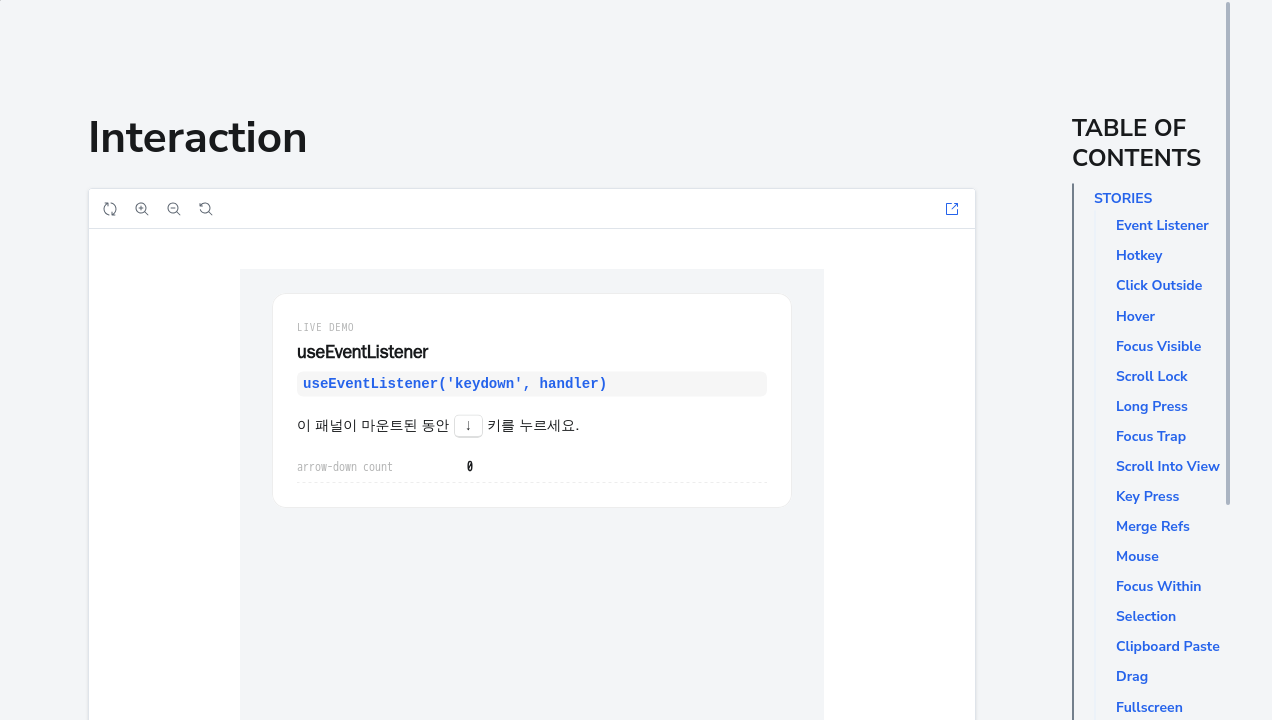 Interaction
LIVE DEMO
useEventListener
useEventListener('keydown', handler)
이 패널이 마운트된 동안 ↓ 키를 누르세요.
arrow-down count 0
TABLE OF
CONTENTS
STORIES
Event Listener
Hotkey
Click Outside
Hover
Focus Visible
Scroll Lock
Long Press
Focus Trap
Scroll Into View
Key Press
Merge Refs
Mouse
Focus Within
Selection
Clipboard Paste
Drag
Fullscreen